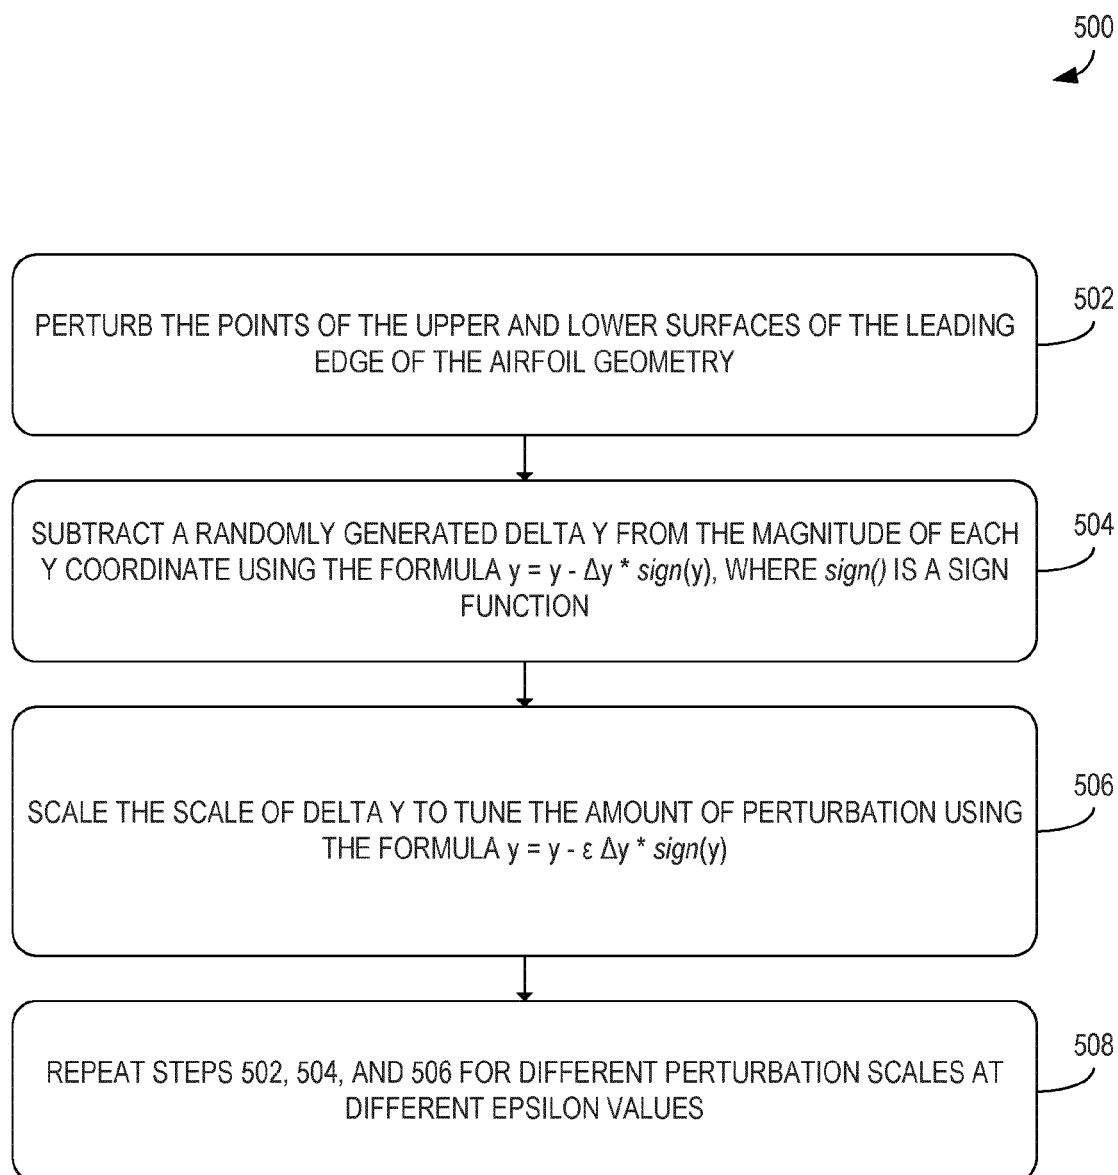 500
PERTURB THE POINTS OF THE UPPER AND LOWER SURFACES OF THE LEADING
EDGE OF THE AIRFOIL GEOMETRY
502
SUBTRACT A RANDOMLY GENERATED DELTA Y FROM THE MAGNITUDE OF EACH
Y COORDINATE USING THE FORMULA y = y - Δy * sign(y), WHERE sign() IS A SIGN
FUNCTION
504
SCALE THE SCALE OF DELTA Y TO TUNE THE AMOUNT OF PERTURBATION USING
THE FORMULA y = y - ε Δy * sign(y)
506
REPEAT STEPS 502, 504, AND 506 FOR DIFFERENT PERTURBATION SCALES AT
DIFFERENT EPSILON VALUES
508